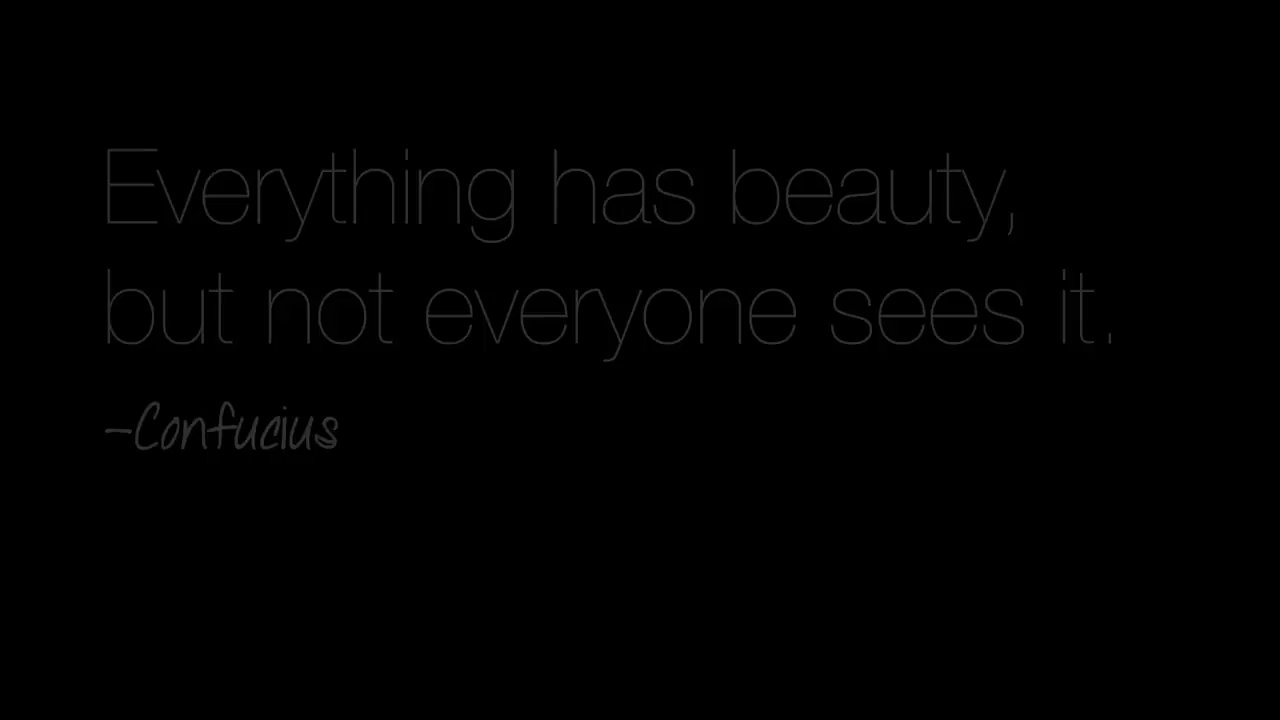 Everything has beauty,
but not everyone sees it.
–Confucius